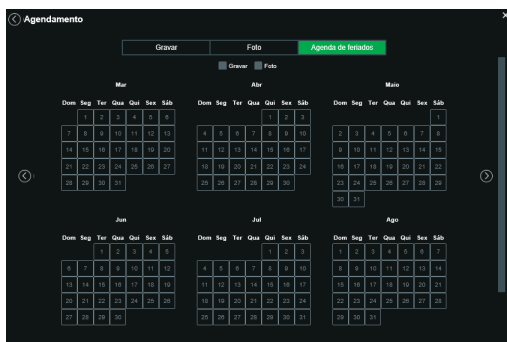 Agendamento
Gravar Foto Agenda de feriados
Gravar Foto
Mar Abr Maio
Dom Seg Ter Qua Qui Sex Sáb Dom Seg Ter Qua Qui Sex Sáb Dom Seg Ter Qua Qui Sex Sáb
1 2 3 4 5 6 1 2 3 1
7 8 9 10 11 12 13 4 5 6 7 8 9 10 2 3 4 5 6 7 8
14 15 16 17 18 19 20 11 12 13 14 15 16 17 9 10 11 12 13 14 15
21 22 23 24 25 26 27 18 19 20 21 22 23 24 16 17 18 19 20 21 22
28 29 30 31 25 26 27 28 29 30 23 24 25 26 27 28 29
30 31
Jun Jul Ago
Dom Seg Ter Qua Qui Sex Sáb Dom Seg Ter Qua Qui Sex Sáb Dom Seg Ter Qua Qui Sex Sáb
1 2 3 4 5 1 2 3 1 2 3 4 5 6 7
6 7 8 9 10 11 12 4 5 6 7 8 9 10 8 9 10 11 12 13 14
13 14 15 16 17 18 19 11 12 13 14 15 16 17 15 16 17 18 19 20 21
20 21 22 23 24 25 26 18 19 20 21 22 23 24 22 23 24 25 26 27 28
27 28 29 30 25 26 27 28 29 30 31 29 30 31